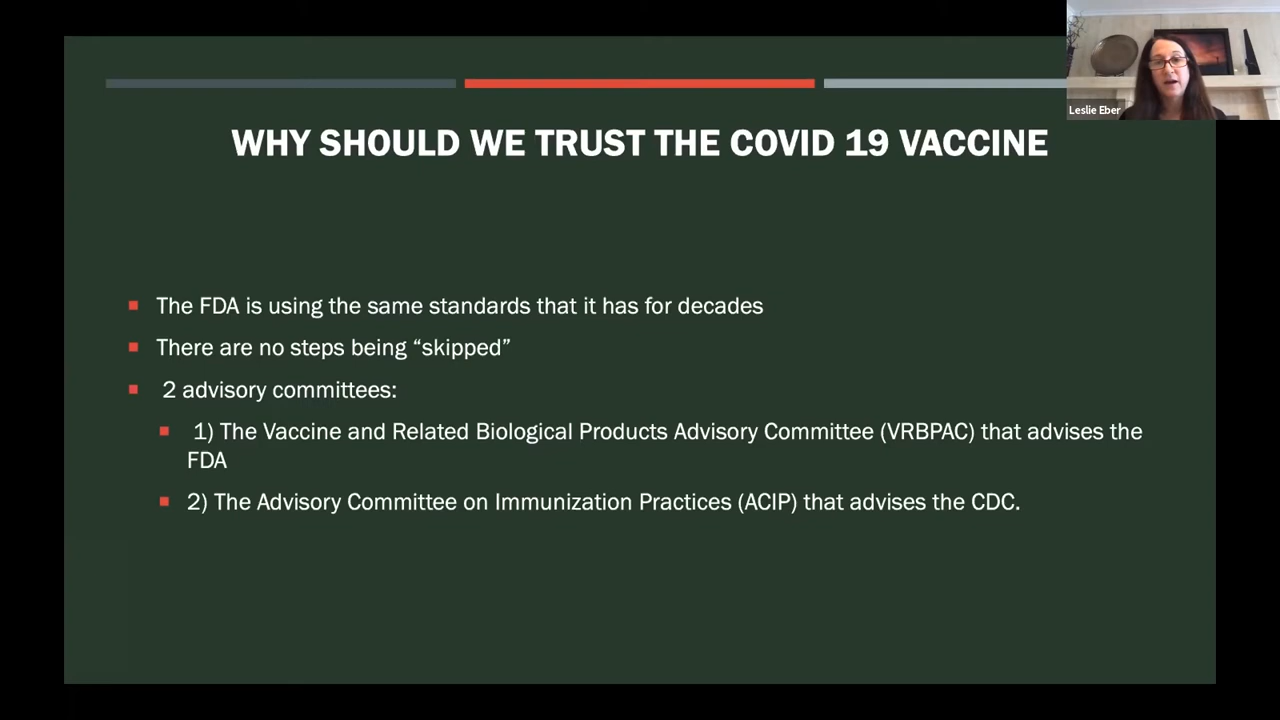 Leslie Eber
WHY SHOULD WE TRUST THE COVID 19 VACCINE
The FDA is using the same standards that it has for decades
There are no steps being “skipped”
2 advisory committees:
1) The Vaccine and Related Biological Products Advisory Committee (VRBPAC) that advises the
FDA
2) The Advisory Committee on Immunization Practices (ACIP) that advises the CDC.